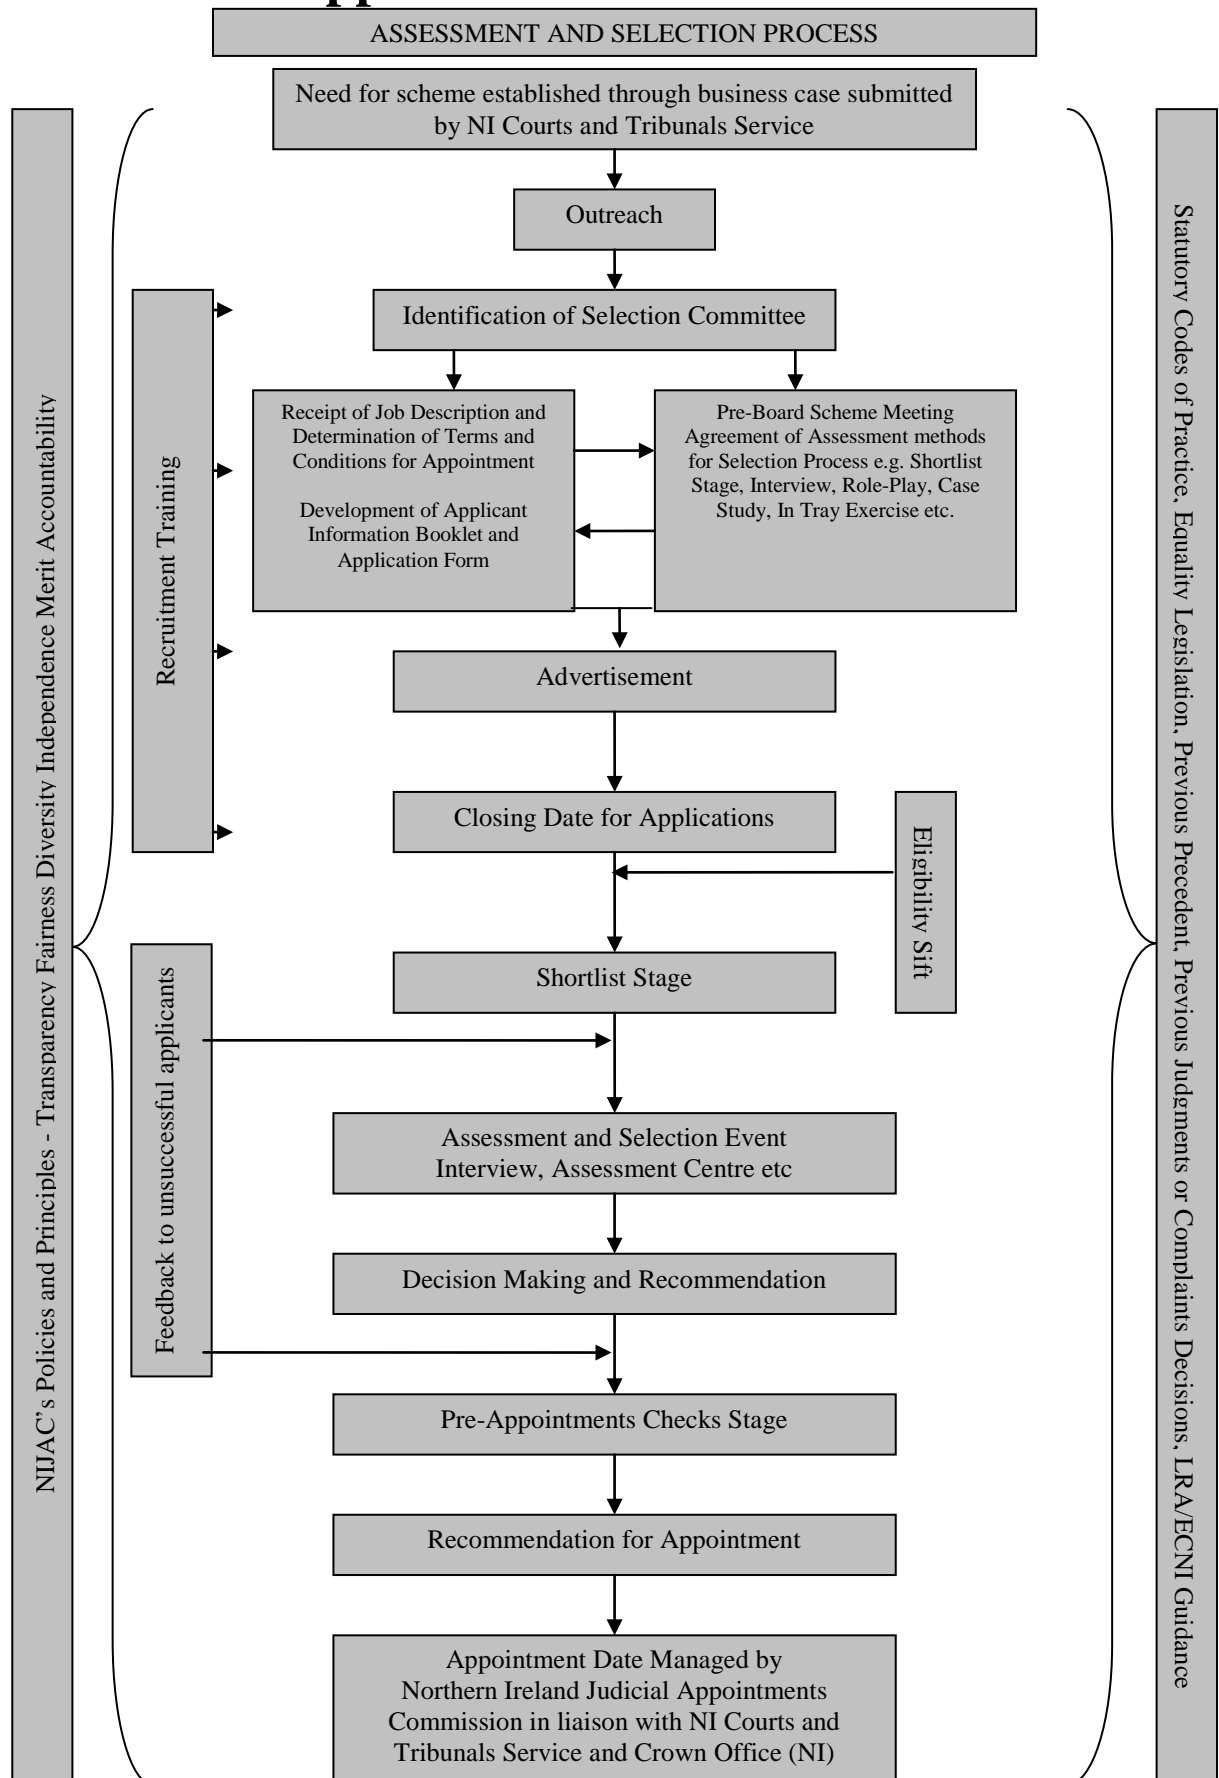 ASSESSMENT AND SELECTION PROCESS
Need for scheme established through business case submitted
by NI Courts and Tribunals Service
Outreach
Identification of Selection Committee
Receipt of Job Description and
Determination of Terms and
Conditions for Appointment
Development of Applicant
Information Booklet and
Application Form
Pre-Board Scheme Meeting
Agreement of Assessment methods
for Selection Process e.g. Shortlist
Stage, Interview, Role-Play, Case
Study, In Tray Exercise etc.
Recruitment Training
Advertisement
Closing Date for Applications
Eligibility Sift
Shortlist Stage
Feedback to unsuccessful applicants
Assessment and Selection Event
Interview, Assessment Centre etc
Decision Making and Recommendation
Pre-Appointments Checks Stage
Recommendation for Appointment
Appointment Date Managed by
Northern Ireland Judicial Appointments
Commission in liaison with NI Courts and
Tribunals Service and Crown Office (NI)
NIJAC's Policies and Principles - Transparency Fairness Diversity Independence Merit Accountability
Statutory Codes of Practice, Equality Legislation, Previous Precedent, Previous Judgments or Complaints Decisions, LRA/ECNI Guidance